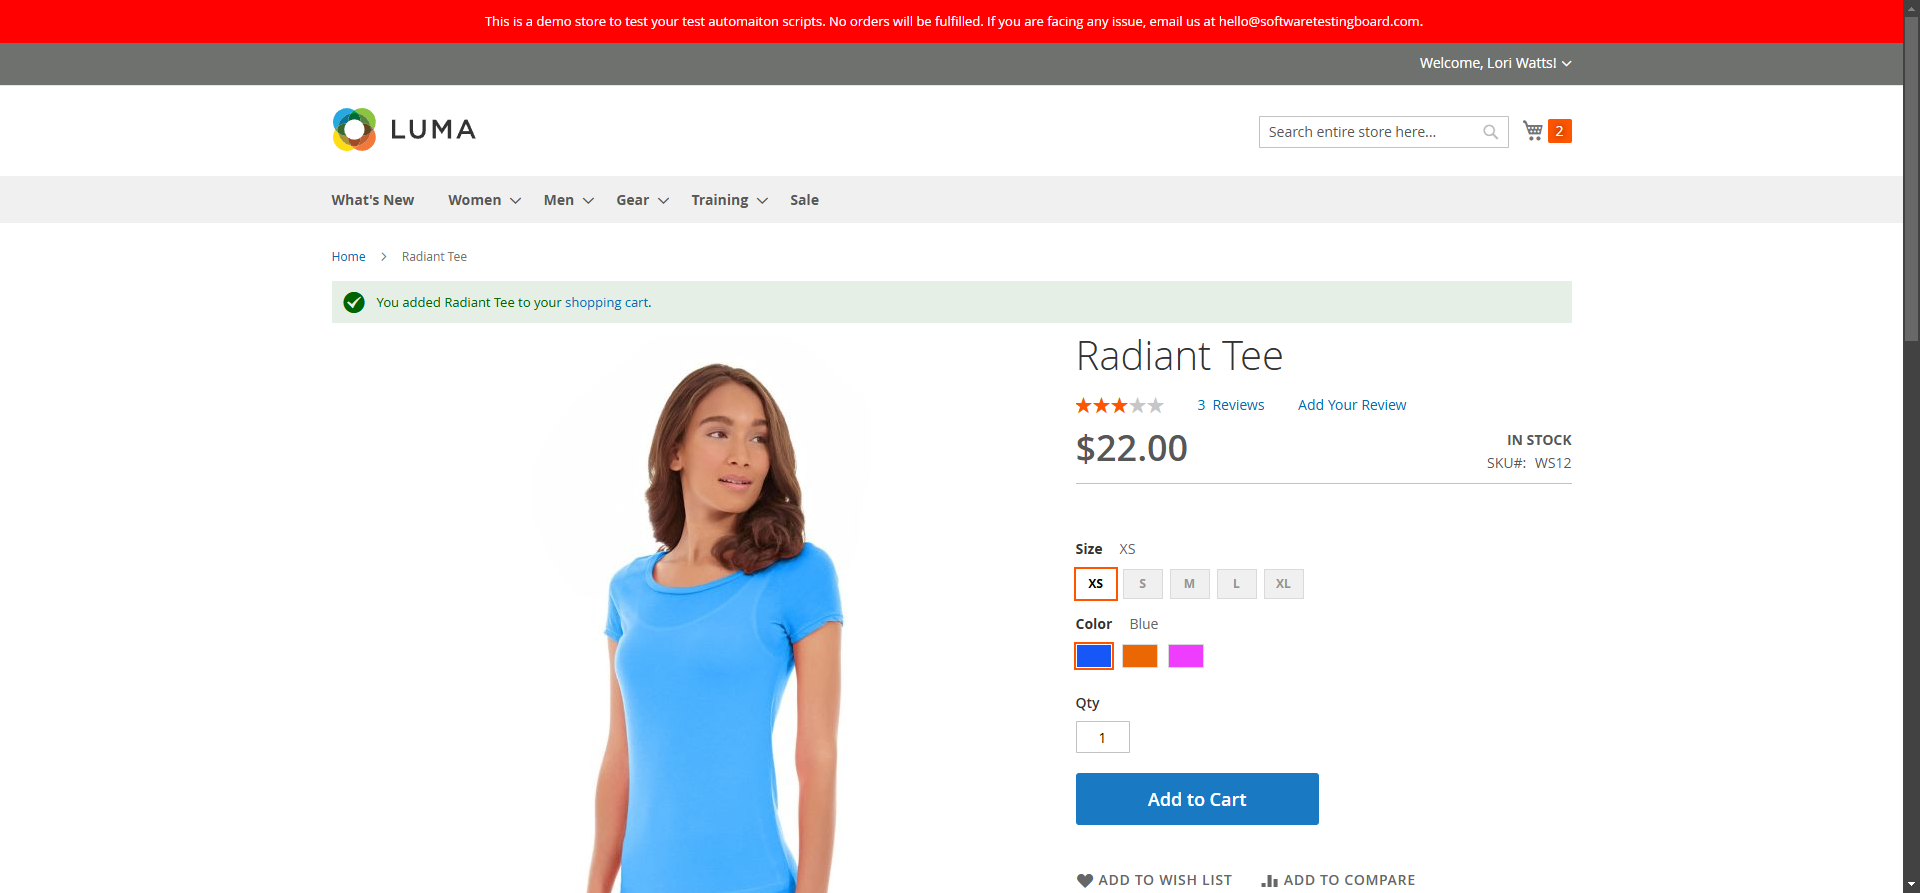 This is a demo store to test your test automaiton scripts. No orders will be fulfilled. If you are facing any issue, email us at hello@softwaretestingboard.com.
Welcome, Lori Watts!
LUMA
Search entire store here...
2
What's New
Women
Men
Gear
Training
Sale
Home
Radiant Tee
You added Radiant Tee to your shopping cart.
Radiant Tee
3 Reviews
Add Your Review
$22.00
IN STOCK
SKU#: WS12
Size XS
XS S M L XL
Color Blue
Qty
1
Add to Cart
ADD TO WISH LIST
ADD TO COMPARE